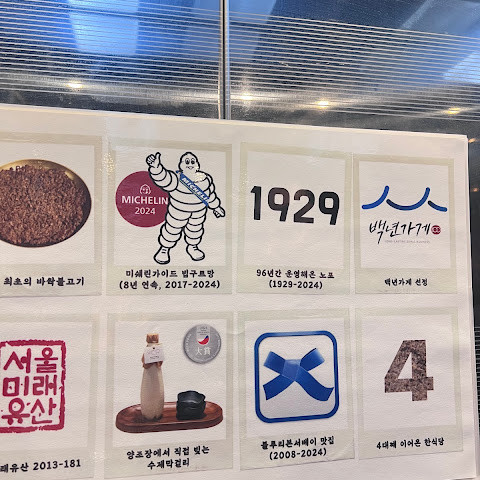 MICHELIN
2024
1929
백년가게
최초의 바싹불고기
미쉐린가이드 빕구르망
(8년 연속, 2017-2024)
96년간 운영해온 노포
(1929-2024)
백년가게 선정
서울
미래
유산
大賞
4
래유산 2013-181
양조장에서 직접 빚는
수제막걸리
블루리본서베이 맛집
(2008-2024)
4대째 이어온 한식당